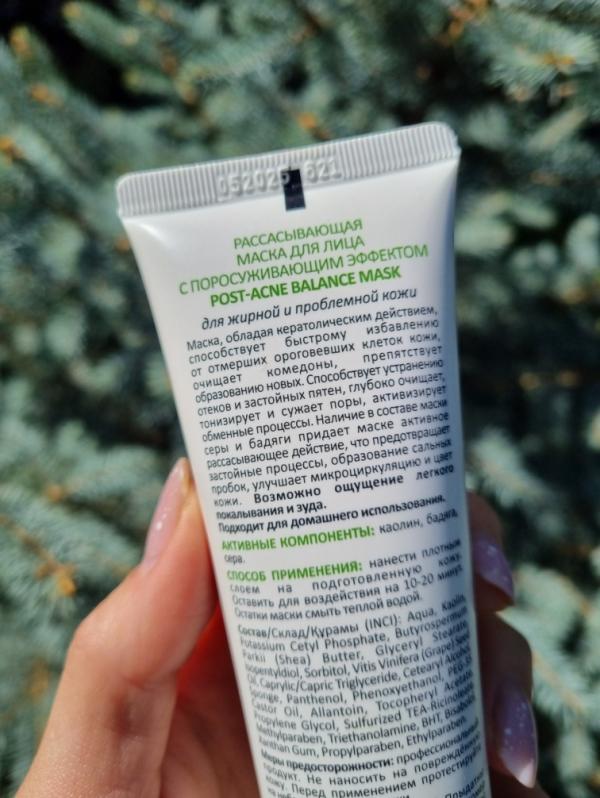 052025 821
РАССАСЫВАЮЩАЯ
МАСКА ДЛЯ ЛИЦА
С ПОРОСУЖИВАЮЩИМ ЭФФЕКТОМ
POST-ACNE BALANCE MASK
для жирной и проблемной кожи
Маска, обладая кератолическим действием,
способствует быстрому избавлению
от отмерших ороговевших клеток кожи,
очищает комедоны, препятствует
образованию новых. Способствует устранению
отеков и застойных пятен, глубоко очищает,
тонизирует и сужает поры, активизирует
обменные процессы. Наличие в составе маски
серы и бадяги придает маске активное
рассасывающее действие, что предотвращает
застойные процессы, образование сальных
пробок, улучшает микроциркуляцию и цвет
кожи. Возможно ощущение легкого
покалывания и зуда.
Подходит для домашнего использования.
АКТИВНЫЕ КОМПОНЕНТЫ: каолин, бадяга,
сера.
СПОСОБ ПРИМЕНЕНИЯ: нанести плотным
слоем на подготовленную кожу.
Оставить для воздействия на 10-20 минут.
Остатки маски смыть теплой водой.
Состав/Склад/Курамы (INCI): Aqua, Kaolin,
Potassium Cetyl Phosphate, Butyrospermum
Parkii (Shea) Butter, Glyceryl Stearate,
Isopentyldiol, Sorbitol, Vitis Vinifera (Grape) Seed
Oil, Caprylic/Capric Triglyceride, Cetearyl Alcohol,
Sponge, Panthenol, Phenoxyethanol, PEG-35
Castor Oil, Allantoin, Tocopheryl Acetate,
Propylene Glycol, Sulfurized TEA-Ricinoleate,
Methylparaben, Triethanolamine, BHT, Bisabolol,
Xanthan Gum, Propylparaben, Ethylparaben.
Меры предосторожности: профессиональный
продукт. Не наносить на повреждённую
кожу. Перед применением протестируйте